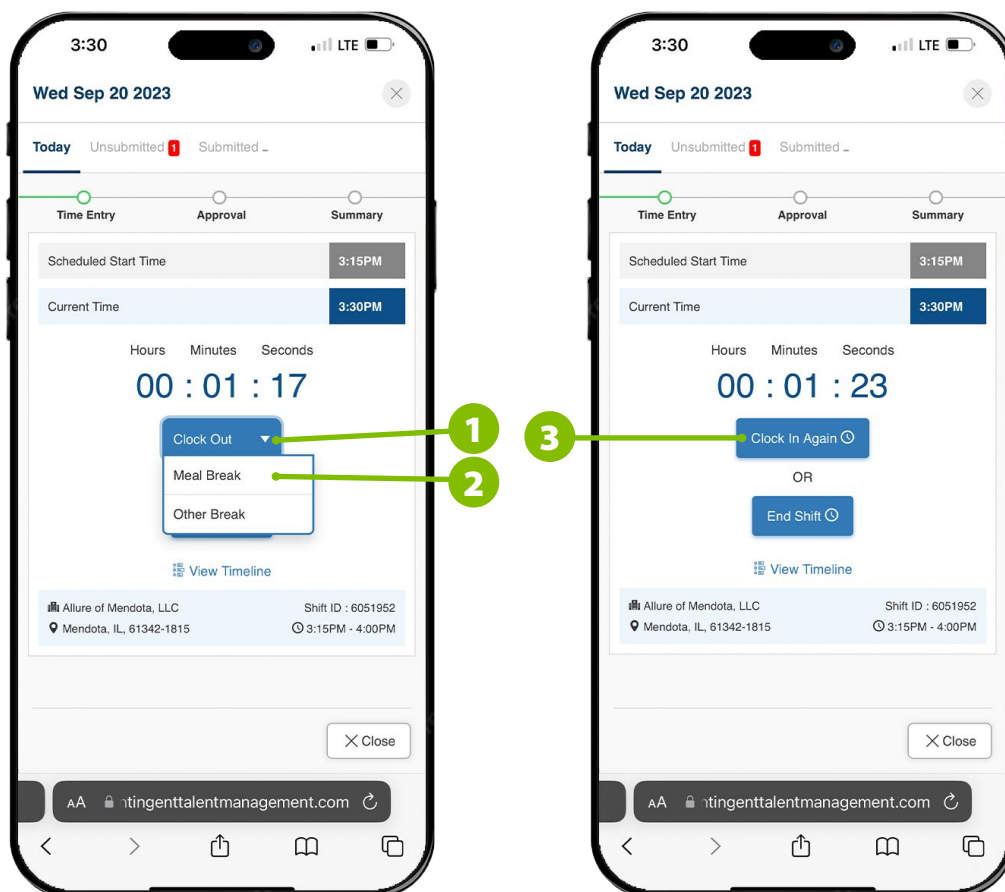 3:30
LTE
Wed Sep 20 2023
Today Unsubmitted 1 Submitted -
Time Entry Approval Summary
Scheduled Start Time 3:15PM
Current Time 3:30PM
Hours Minutes Seconds
00 : 01 : 17
Clock Out
1
Meal Break
2
Other Break
View Timeline
Allure of Mendota, LLC Shift ID : 6051952
Mendota, IL, 61342-1815 3:15PM - 4:00PM
Close
AA ntingenttalentmanagement.com
3:30
LTE
Wed Sep 20 2023
Today Unsubmitted 1 Submitted -
Time Entry Approval Summary
Scheduled Start Time 3:15PM
Current Time 3:30PM
Hours Minutes Seconds
00 : 01 : 23
3
Clock In Again
OR
End Shift
View Timeline
Allure of Mendota, LLC Shift ID : 6051952
Mendota, IL, 61342-1815 3:15PM - 4:00PM
Close
AA ntingenttalentmanagement.com